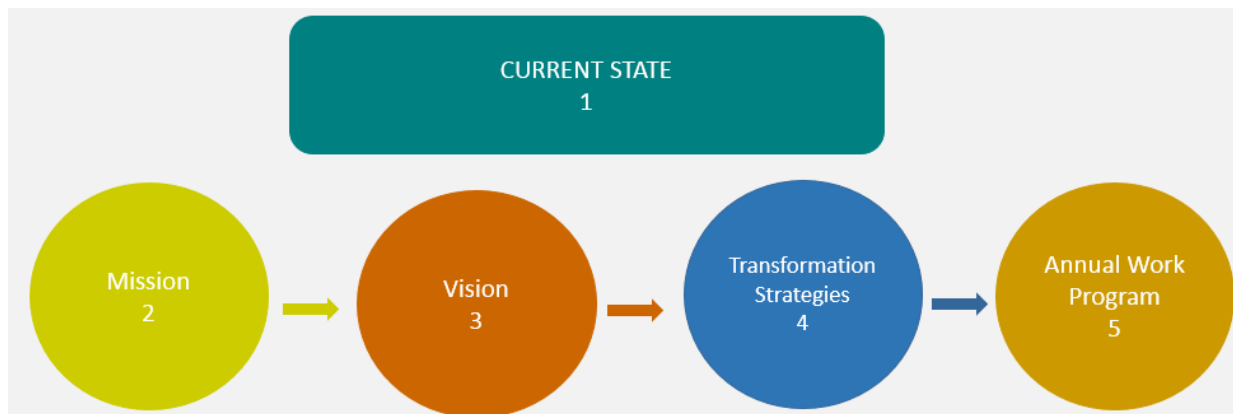 CURRENT STATE
1
Mission
2
Vision
3
Transformation
Strategies
4
Annual Work
Program
5